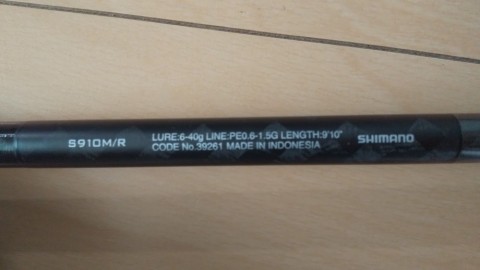 S910M/R
LURE:6-40g LINE:PE0.6-1.5G LENGTH:9'10"
CODE No.39261 MADE IN INDONESIA
SHIMANO